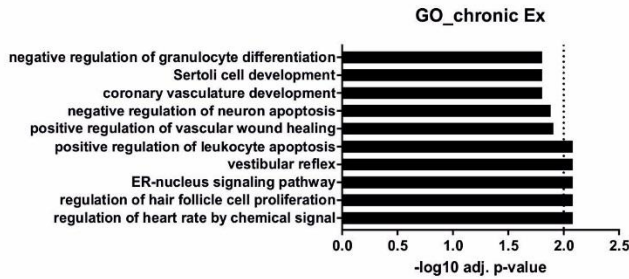 GO_chronic Ex
negative regulation of granulocyte differentiation
Sertoli cell development
coronary vasculature development
negative regulation of neuron apoptosis
positive regulation of vascular wound healing
positive regulation of leukocyte apoptosis
vestibular reflex
ER-nucleus signaling pathway
regulation of hair follicle cell proliferation
regulation of heart rate by chemical signal
0.0 0.5 1.0 1.5 2.0 2.5
-log10 adj. p-value